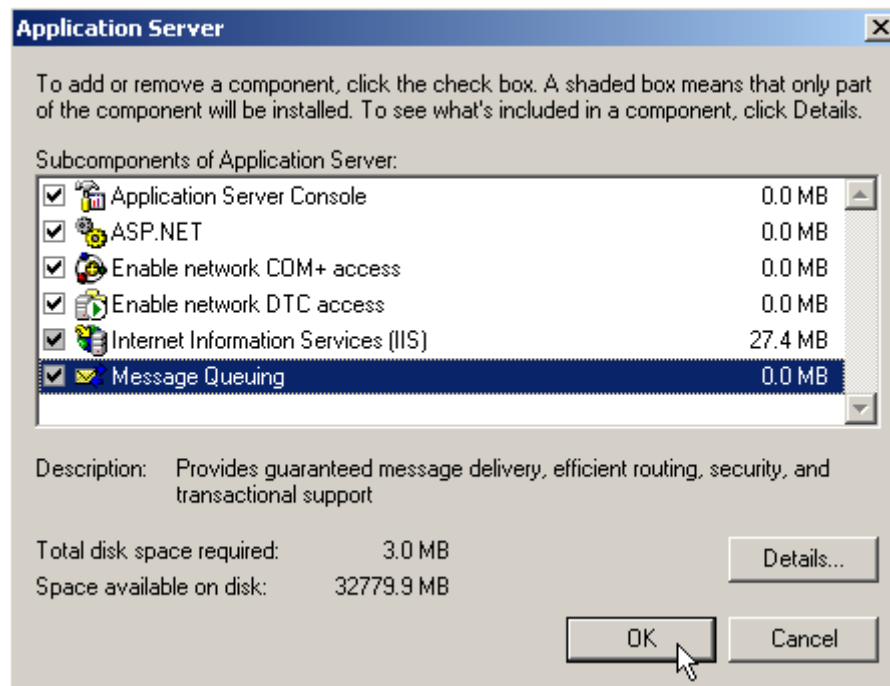 Application Server
To add or remove a component, click the check box. A shaded box means that only part
of the component will be installed. To see what's included in a component, click Details.
Subcomponents of Application Server:
Application Server Console 0.0 MB
ASP.NET 0.0 MB
Enable network COM+ access 0.0 MB
Enable network DTC access 0.0 MB
Internet Information Services (IIS) 27.4 MB
Message Queuing 0.0 MB
Description: Provides guaranteed message delivery, efficient routing, security, and
transactional support
Total disk space required: 3.0 MB
Space available on disk: 32779.9 MB
Details...
OK Cancel